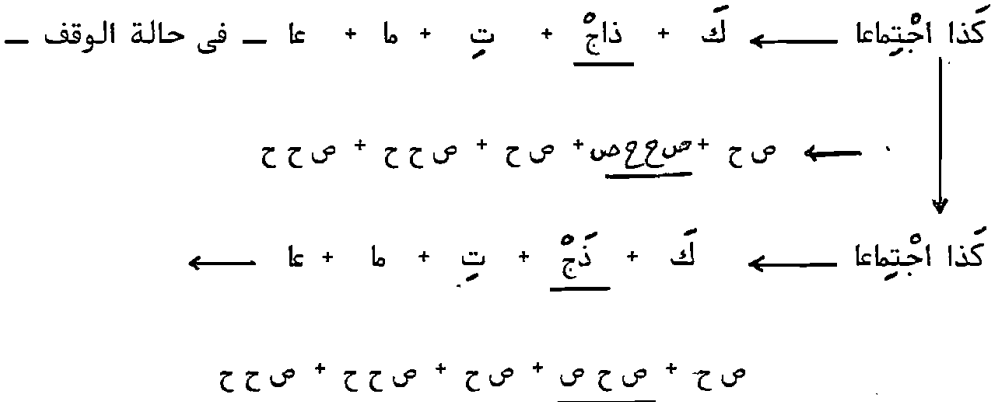 كَذا اجْتِماعا ← كَ + ذاجْ + تِ + ما + عا – فى حالة الوقف –
← ص ح + ص ح ح ص + ص ح + ص ح ح + ص ح ح
كَذا اجْتِماعا ← كَ + ذَجْ + تِ + ما + عا ←
ص ح + ص ح ص + ص ح + ص ح ح + ص ح ح